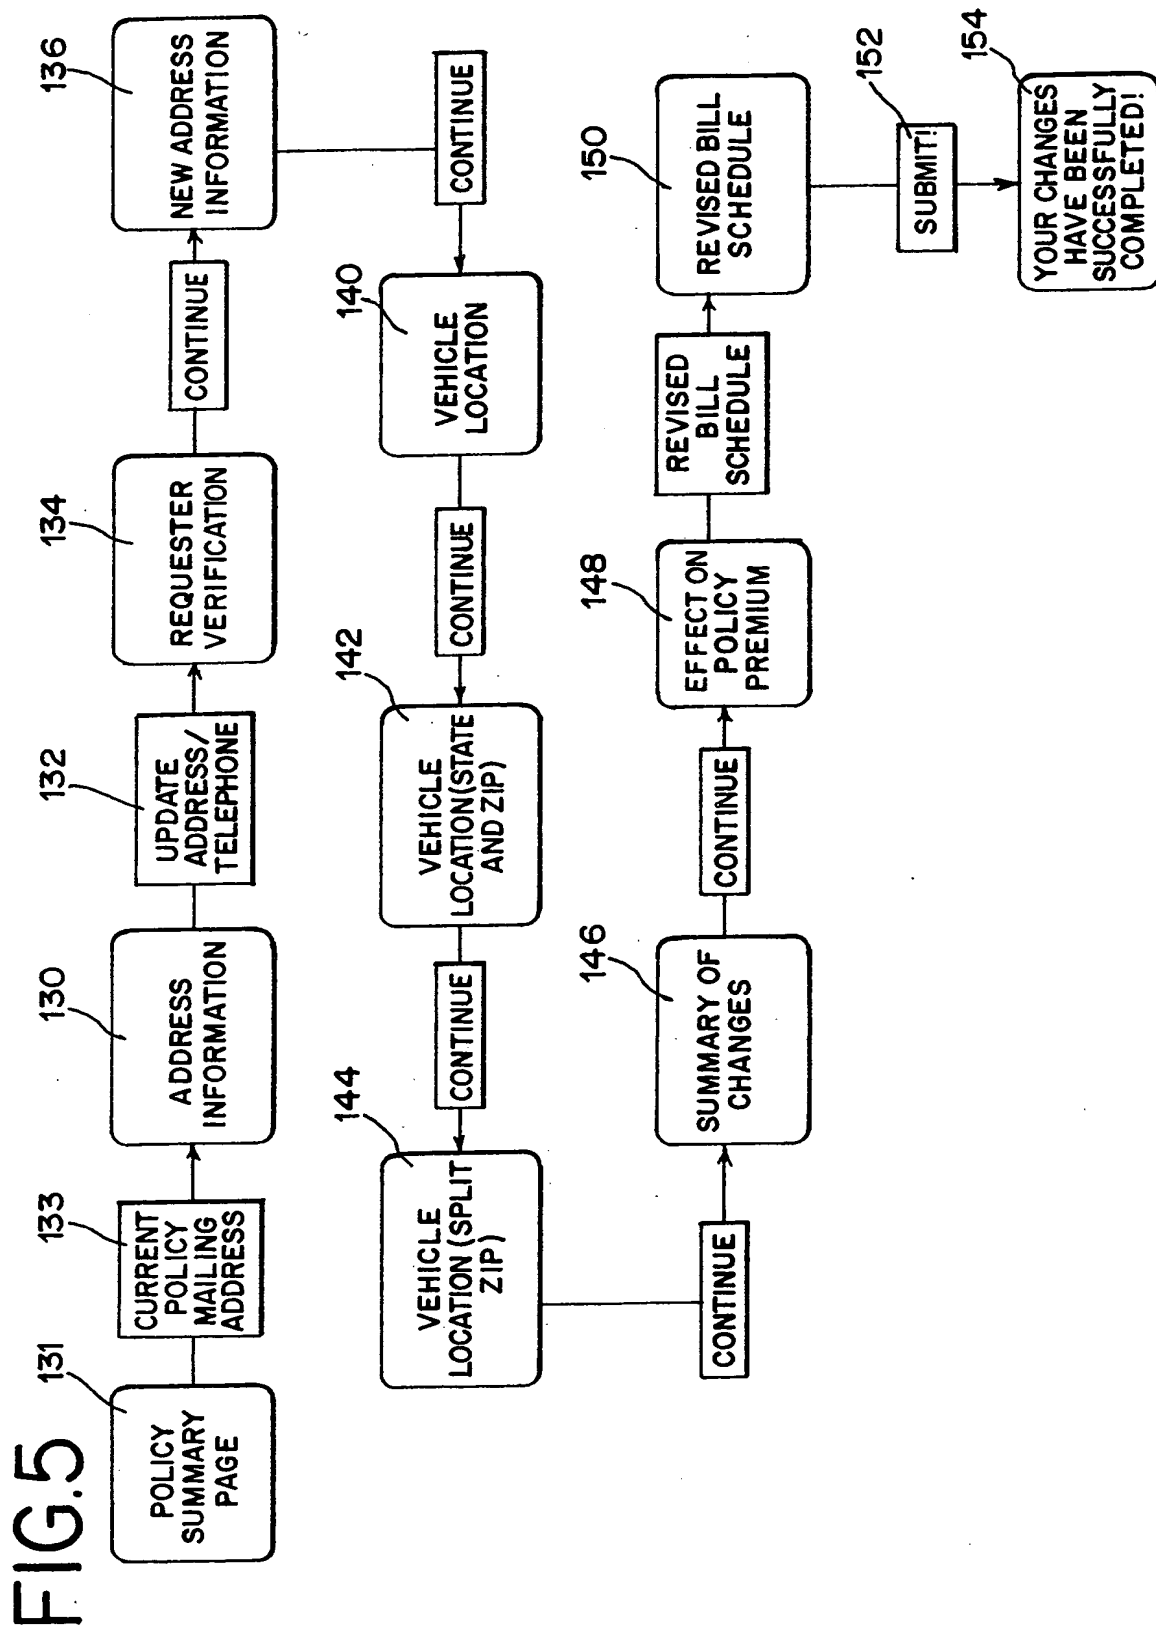 FIG.5
131
POLICY
SUMMARY
PAGE
133
CURRENT
POLICY
MAILING
ADDRESS
130
ADDRESS
INFORMATION
132
UPDATE
ADDRESS/
TELEPHONE
134
REQUESTER
VERIFICATION
CONTINUE
136
NEW ADDRESS
INFORMATION
CONTINUE
140
VEHICLE
LOCATION
CONTINUE
142
VEHICLE
LOCATION(STATE
AND ZIP)
CONTINUE
144
VEHICLE
LOCATION(SPLIT
ZIP)
CONTINUE
146
SUMMARY OF
CHANGES
CONTINUE
148
EFFECT ON
POLICY
PREMIUM
REVISED
BILL
SCHEDULE
150
REVISED BILL
SCHEDULE
152
SUBMIT!
154
YOUR CHANGES
HAVE BEEN
SUCCESSFULLY
COMPLETED!